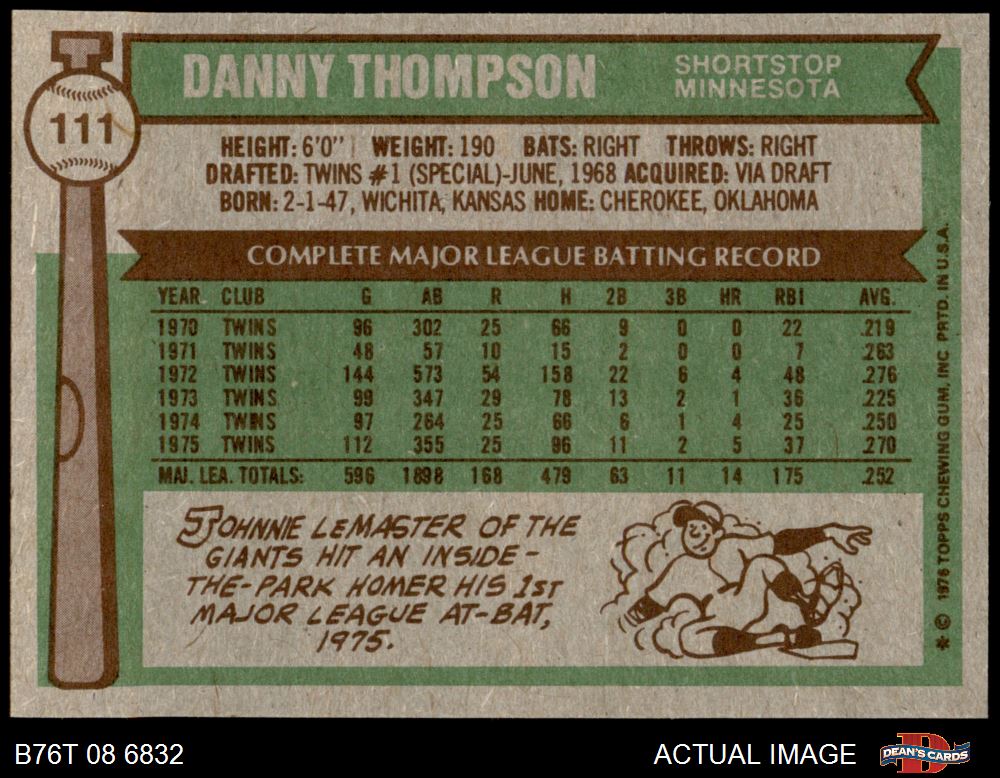 111
DANNY THOMPSON
SHORTSTOP
MINNESOTA
HEIGHT: 6'0" WEIGHT: 190 BATS: RIGHT THROWS: RIGHT
DRAFTED: TWINS #1 (SPECIAL)-JUNE, 1968 ACQUIRED: VIA DRAFT
BORN: 2-1-47, WICHITA, KANSAS HOME: CHEROKEE, OKLAHOMA
COMPLETE MAJOR LEAGUE BATTING RECORD
YEAR CLUB G AB R H 2B 3B HR RBI AVG.
1970 TWINS 96 302 25 66 9 0 0 22 .219
1971 TWINS 48 57 10 15 2 0 0 7 .263
1972 TWINS 144 573 54 158 22 6 4 48 .276
1973 TWINS 99 347 29 78 13 2 1 36 .225
1974 TWINS 97 264 25 66 6 1 4 25 .250
1975 TWINS 112 355 25 96 11 2 5 37 .270
MAJ. LEA. TOTALS: 596 1898 168 479 63 11 14 175 .252
JOHNNIE LEMASTER OF THE
GIANTS HIT AN INSIDE-
THE-PARK HOMER HIS 1ST
MAJOR LEAGUE AT-BAT,
1975.
* © 1976 TOPPS CHEWING GUM, INC PRTD. IN U.S.A.
B76T 08 6832
ACTUAL IMAGE
D
DEAN'S CARDS